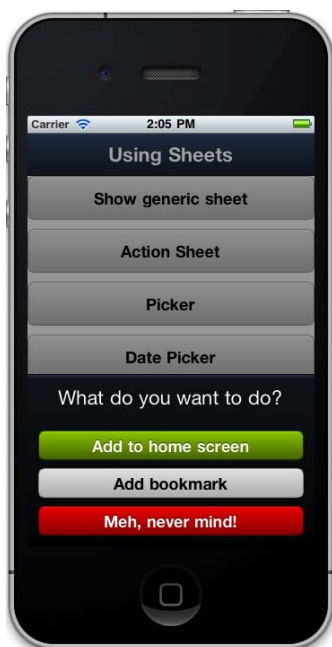 Carrier 2:05 PM
Using Sheets
Show generic sheet
Action Sheet
Picker
Date Picker
What do you want to do?
Add to home screen
Add bookmark
Meh, never mind!